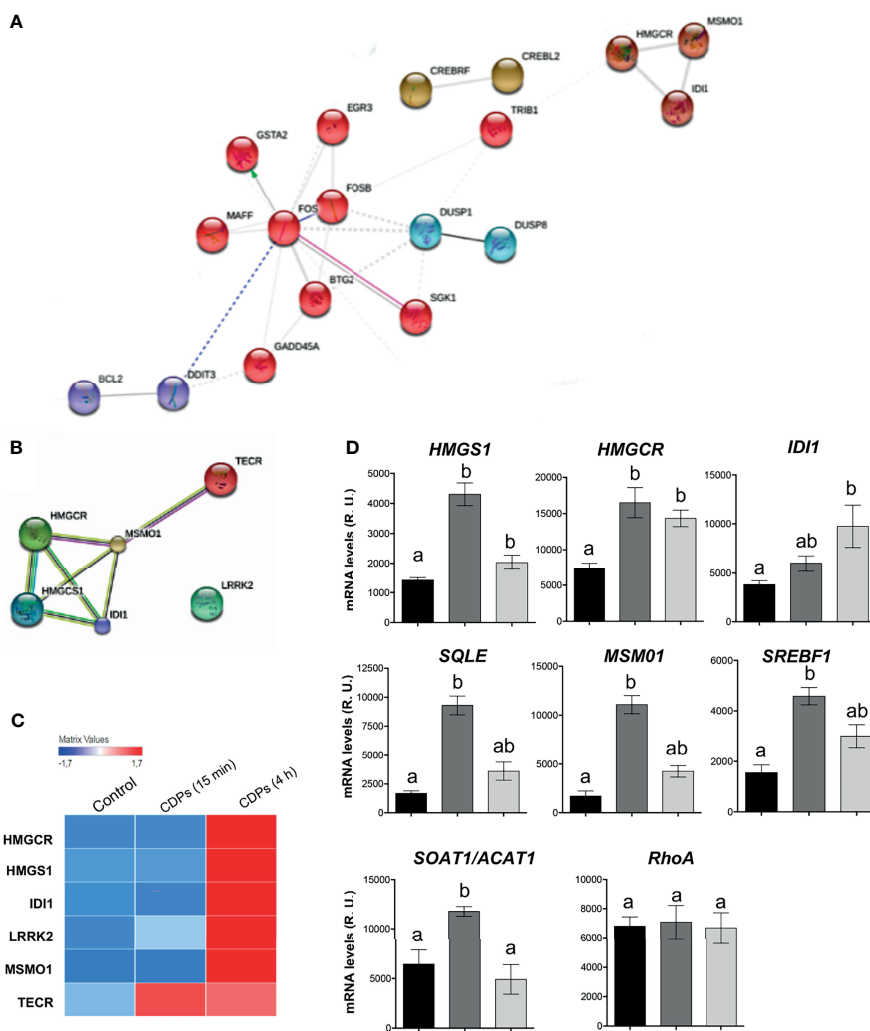 A
HMGCR
MSMO1
IDI1
CREBRF
CREBL2
TRIB1
EGR3
GSTA2
FOSB
MAFF
FOS
DUSP1
DUSP8
BTG2
SGK1
GADD45A
BCL2
DDIT3
B
TECR
HMGCR
MSMO1
HMGCS1
LRRK2
IDI1
C
Matrix Values
-1,7 1,7
Control CDPs (15 min) CDPs (4 h)
HMGCR
HMGS1
IDI1
LRRK2
MSMO1
TECR
D
HMGS1
mRNA levels (R. U.)
5000
4000
3000
2000
1000
0
a b b
HMGCR
20000
15000
10000
5000
0
a b b
IDI1
15000
10000
5000
0
a ab b
SQLE
mRNA levels (R. U.)
12500
10000
7500
5000
2500
0
a b ab
MSM01
15000
10000
5000
0
a b ab
SREBF1
6000
4000
2000
0
a b ab
SOAT1/ACAT1
mRNA levels (R. U.)
15000
10000
5000
0
a b a
RhoA
10000
8000
6000
4000
2000
0
a a a